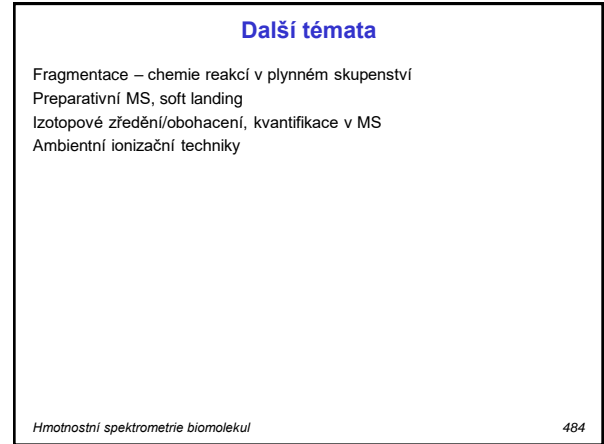 Další témata
Fragmentace – chemie reakcí v plynném skupenství
Preparativní MS, soft landing
Izotopové zředění/obohacení, kvantifikace v MS
Ambientní ionizační techniky
Hmotnostní spektrometrie biomolekul 484